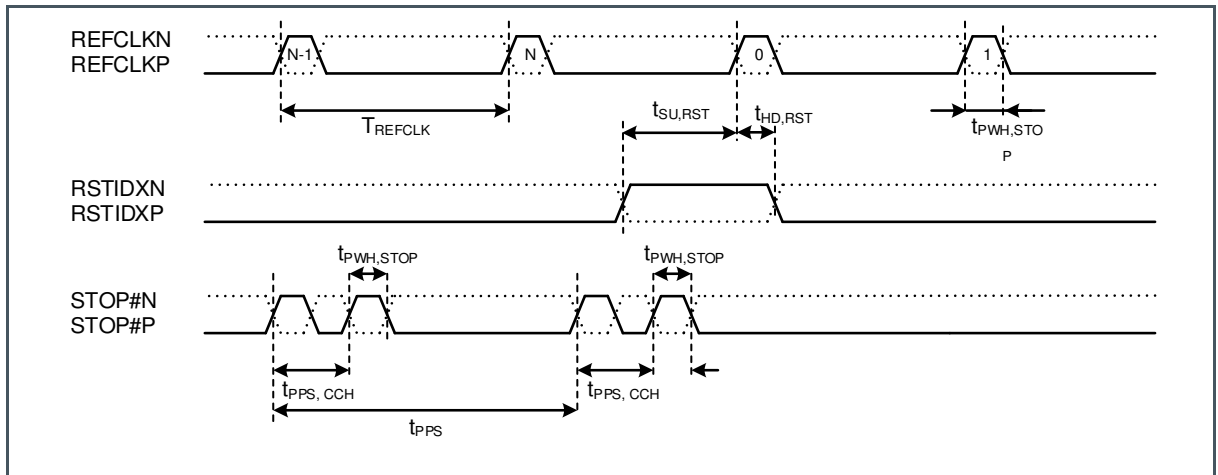 REFCLKN
REFCLKP
N-1
N
0
1
TREFCLK
tSU,RST
tHD,RST
tPWH,STO
P
RSTIDXN
RSTIDXP
tPWH,STOP
tPWH,STOP
STOP#N
STOP#P
tPPS, CCH
tPPS, CCH
tPPS